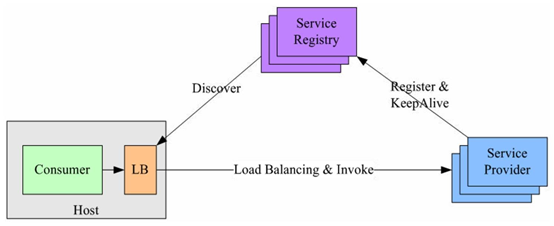 Service
Registry
Discover
Register &
KeepAlive
Consumer
LB
Load Balancing & Invoke
Service
Provider
Host